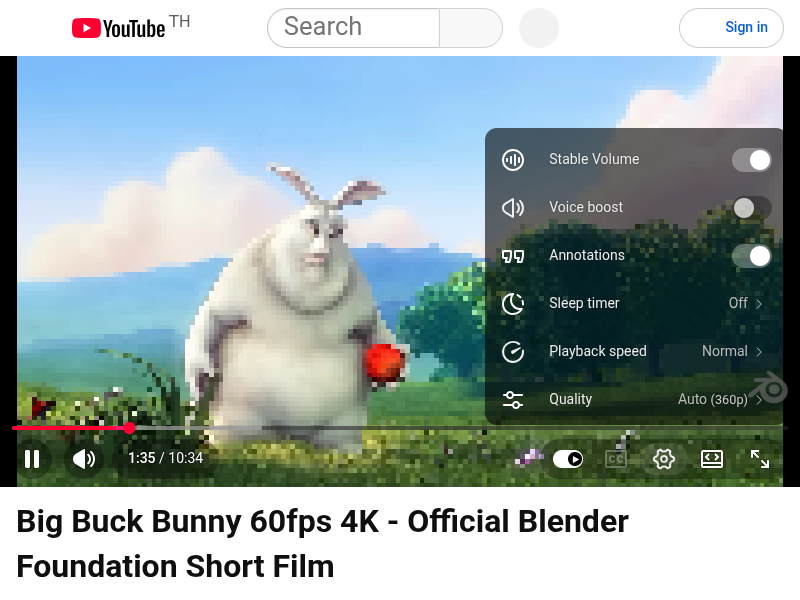 YouTube TH
Search
Sign in
Stable Volume
Voice boost
Annotations
Sleep timer Off
Playback speed Normal
Quality Auto (360p)
1:35 / 10:34
CC
Big Buck Bunny 60fps 4K - Official Blender
Foundation Short Film